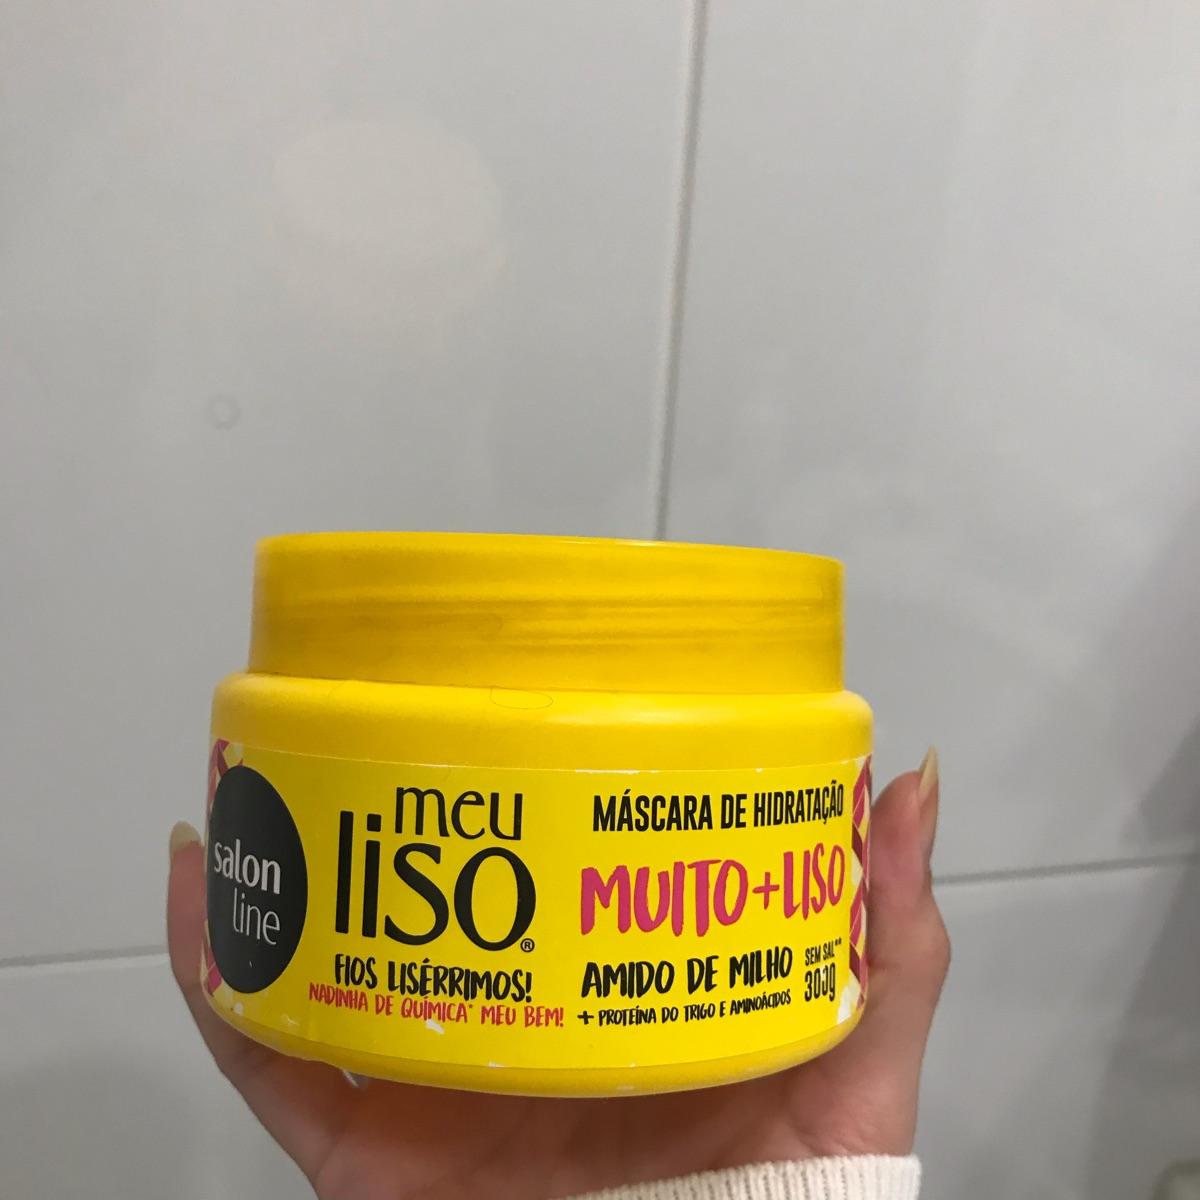 salon
line
meu
liso®
FIOS LISÉRRIMOS!
NADINHA DE QUÍMICA* MEU BEM!
MÁSCARA DE HIDRATAÇÃO
MUITO+LISO
AMIDO DE MILHO
+ PROTEÍNA DO TRIGO E AMINOÁCIDOS
SEM SAL**
300g